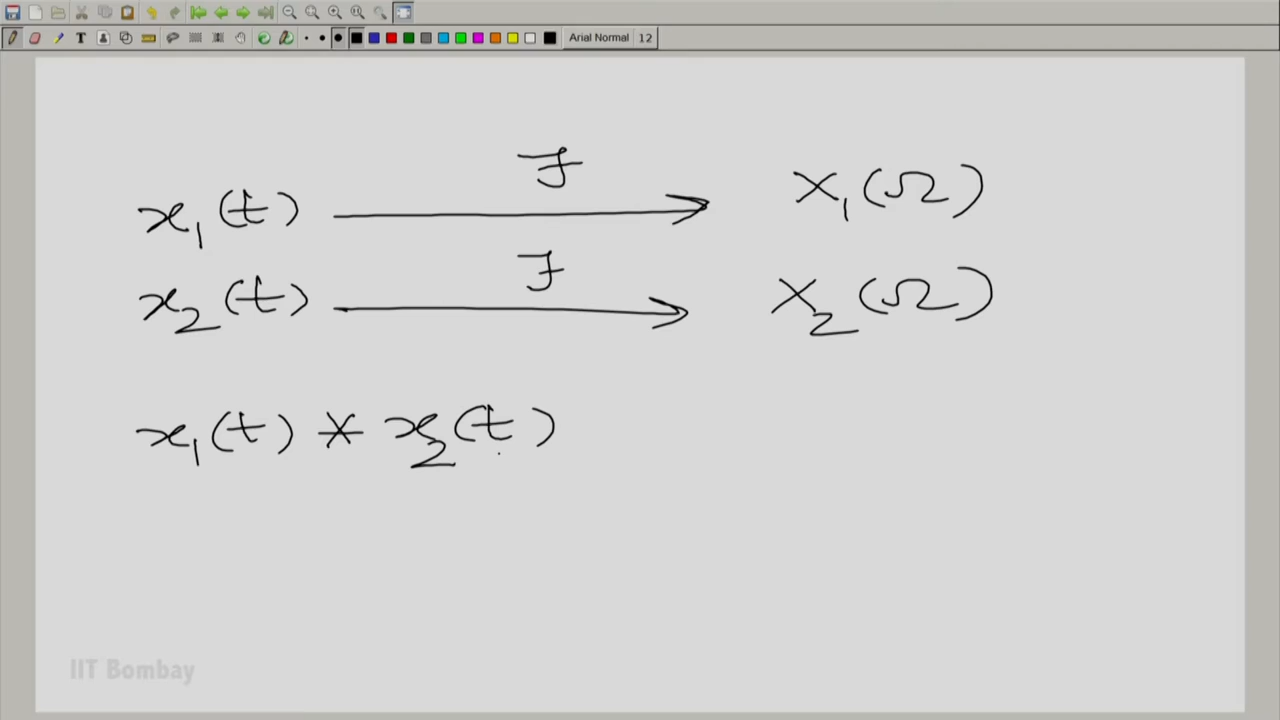 Arial Normal 12
x₁(t) ℱ X₁(Ω)
x₂(t) ℱ X₂(Ω)
x₁(t) * x₂(t)
IIT Bombay